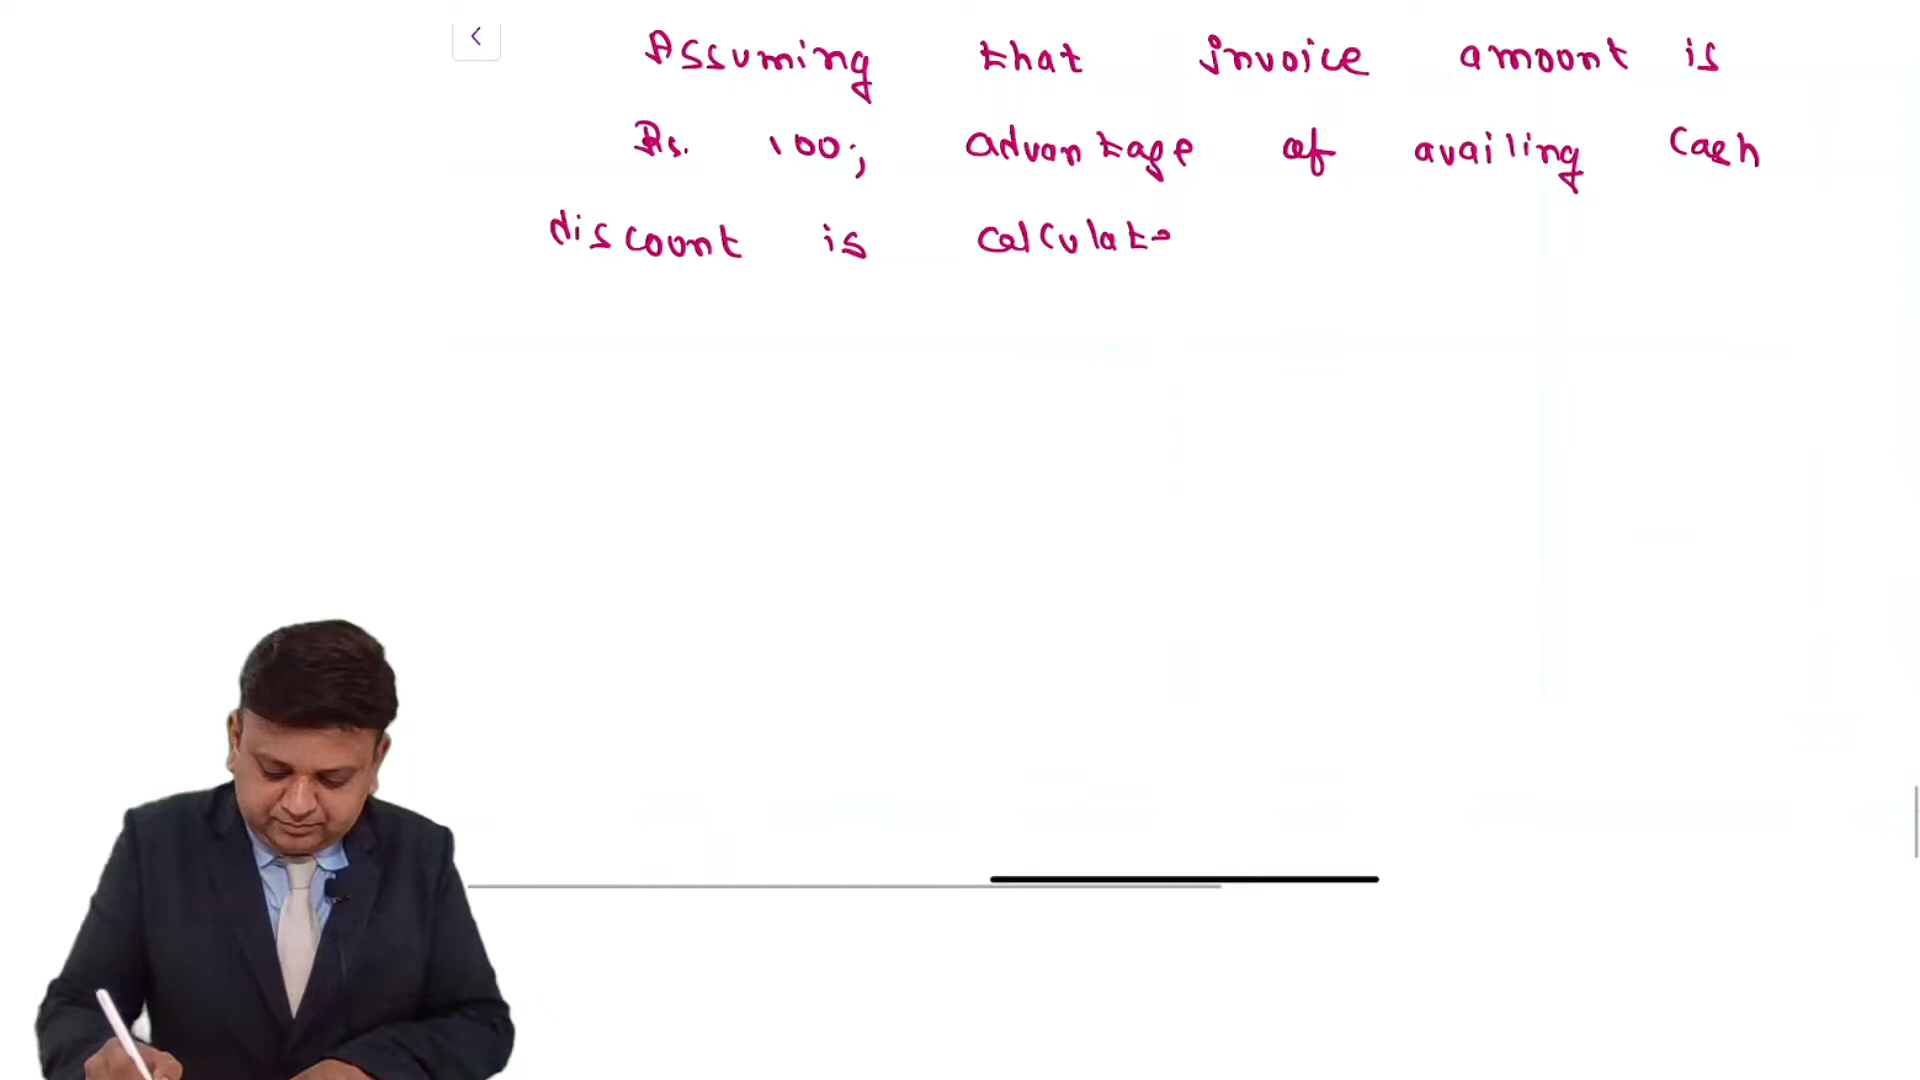 Assuming that invoice amount is
Rs. 100; advantage of availing cash
discount is calculate